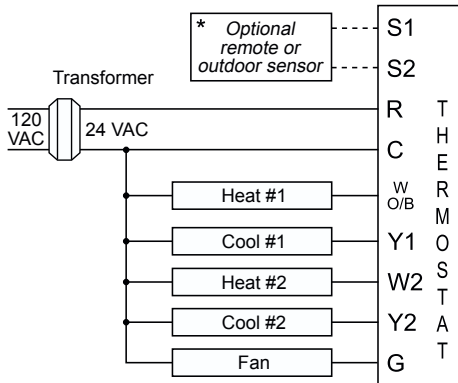 * Optional
remote or
outdoor sensor
S1
S2
Transformer
120
VAC
24 VAC
R
C
Heat #1
W
O/B
Cool #1
Y1
Heat #2
W2
Cool #2
Y2
Fan
G
THERMOSTAT